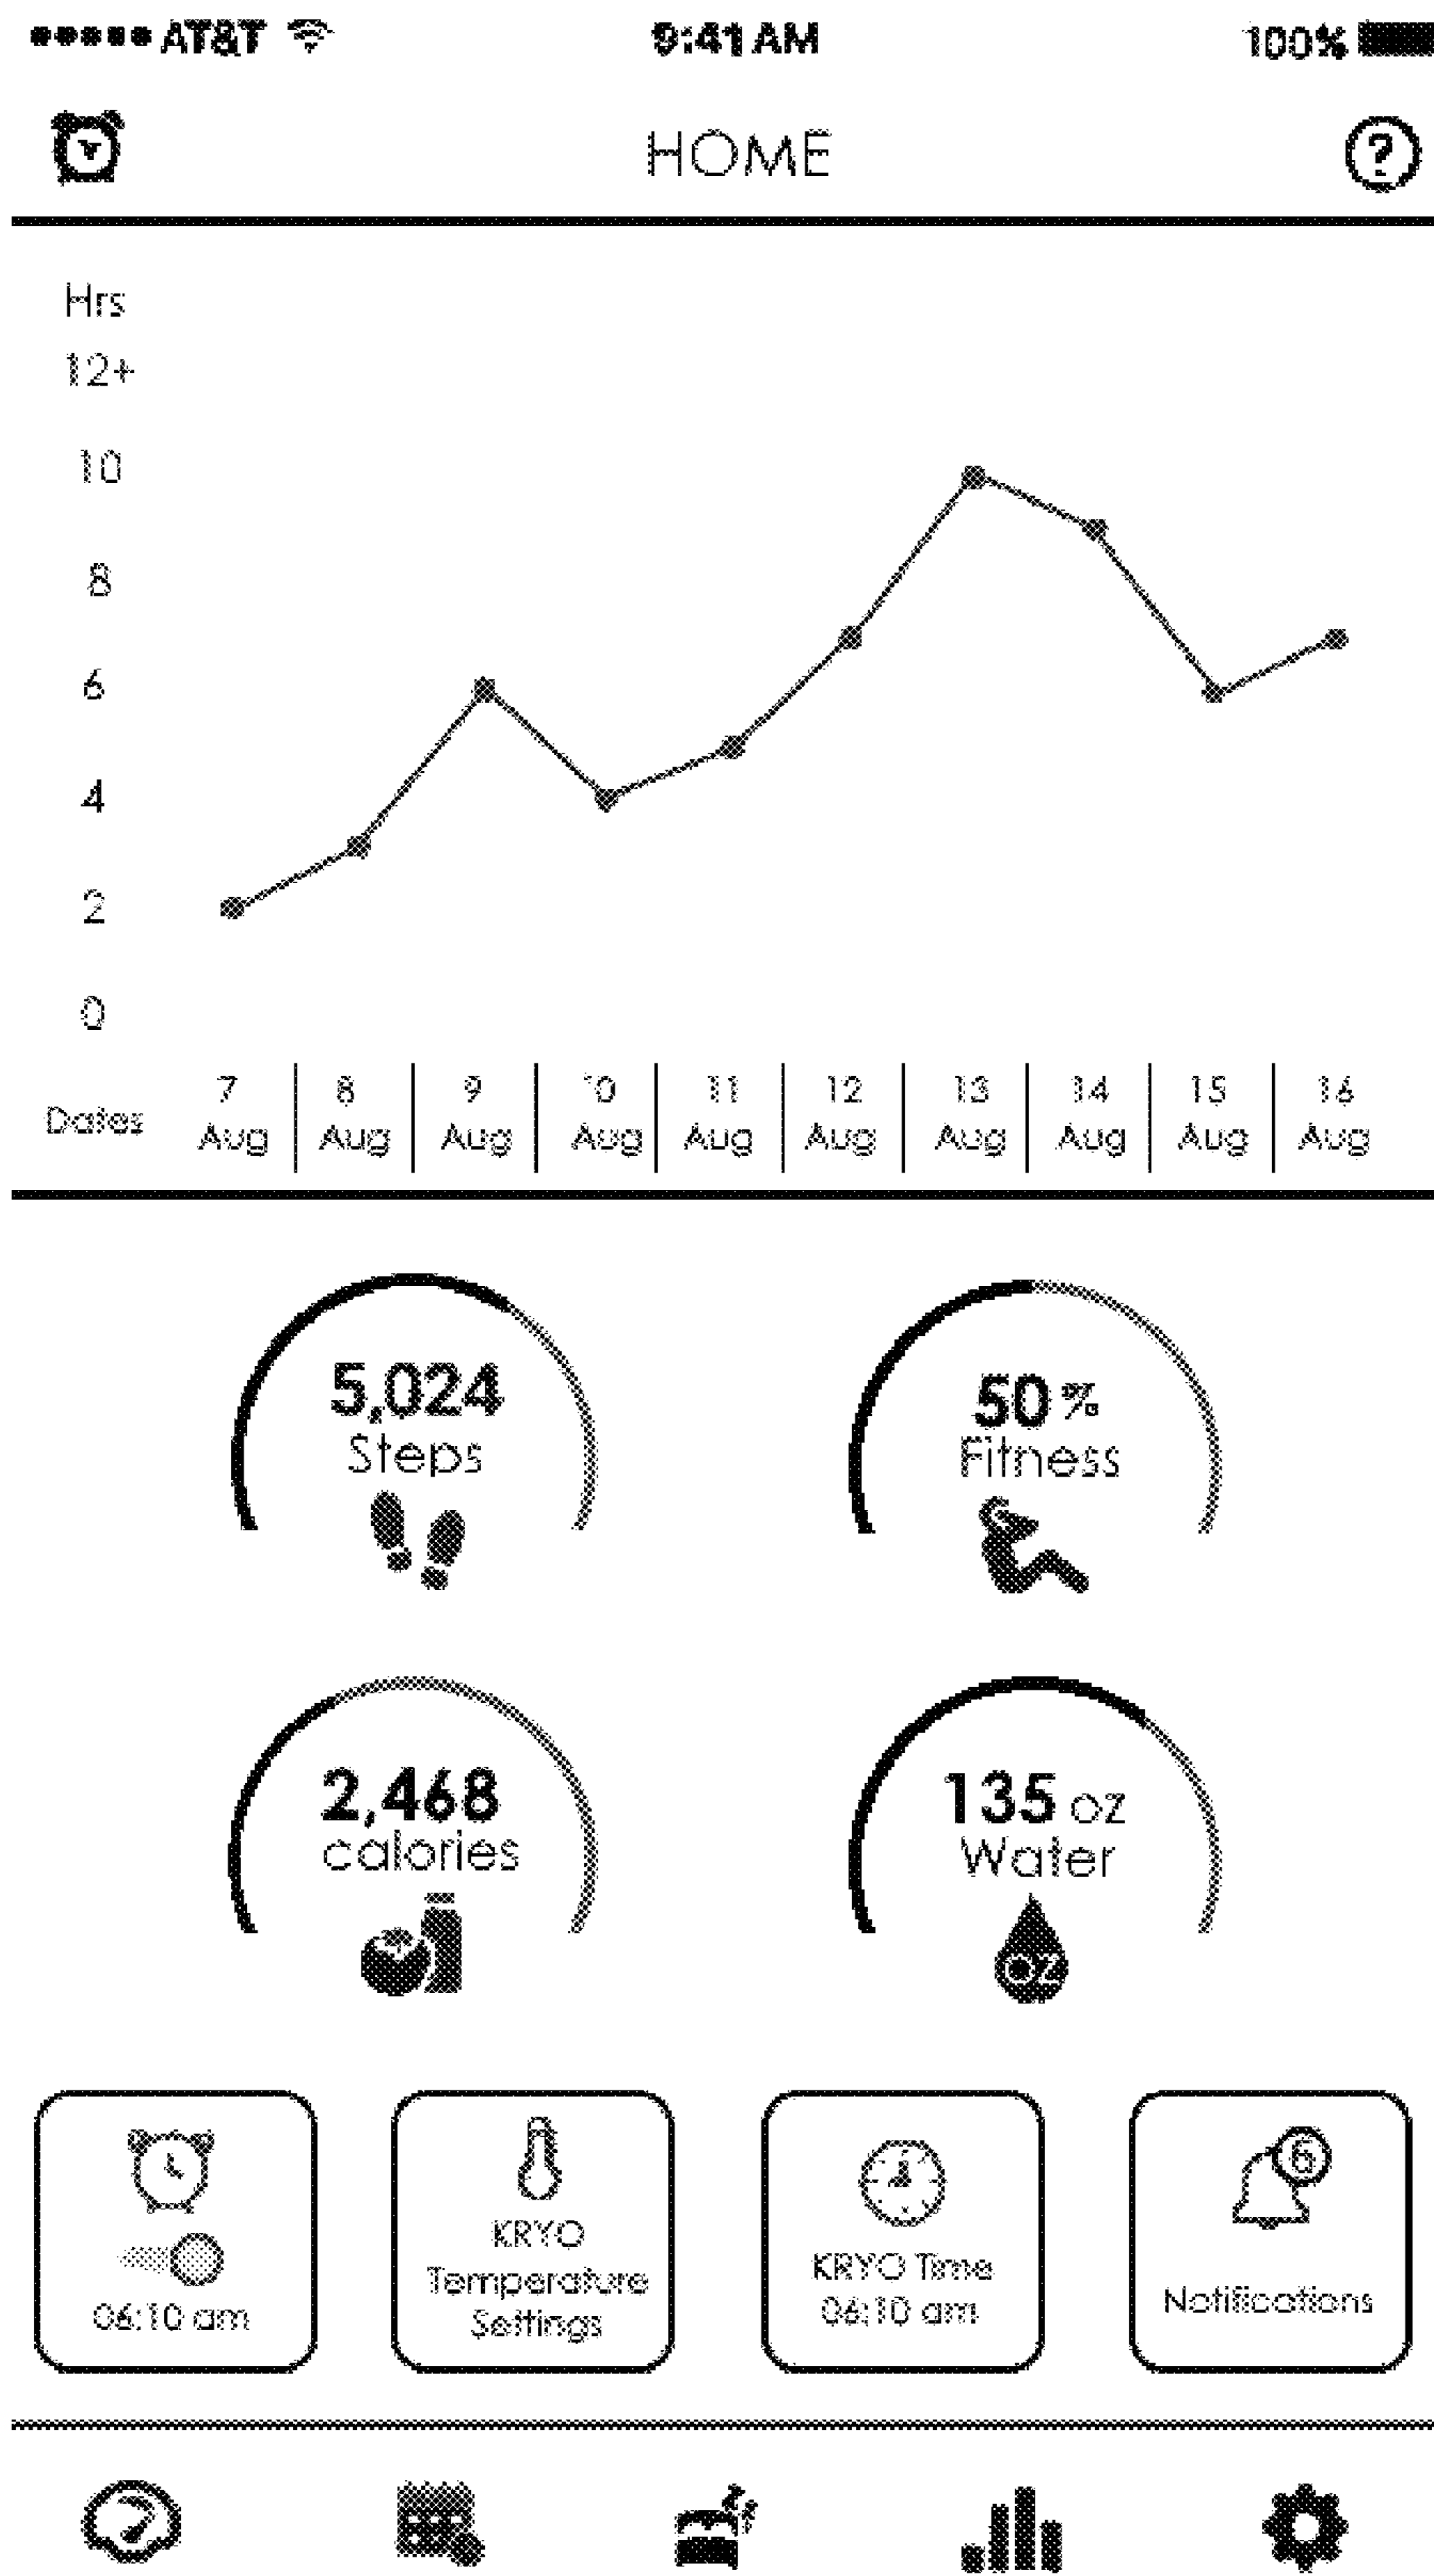 AT&T 9:41 AM 100%
HOME ?
Hrs
12+
10
8
6
4
2
0
Dates
7 Aug
8 Aug
9 Aug
10 Aug
11 Aug
12 Aug
13 Aug
14 Aug
15 Aug
16 Aug
5,024
Steps
50 %
Fitness
2,468
calories
135 oz
Water
oz
06:10 am
KRYO
Temperature
Settings
KRYO Time
06:10 am
6
Notifications